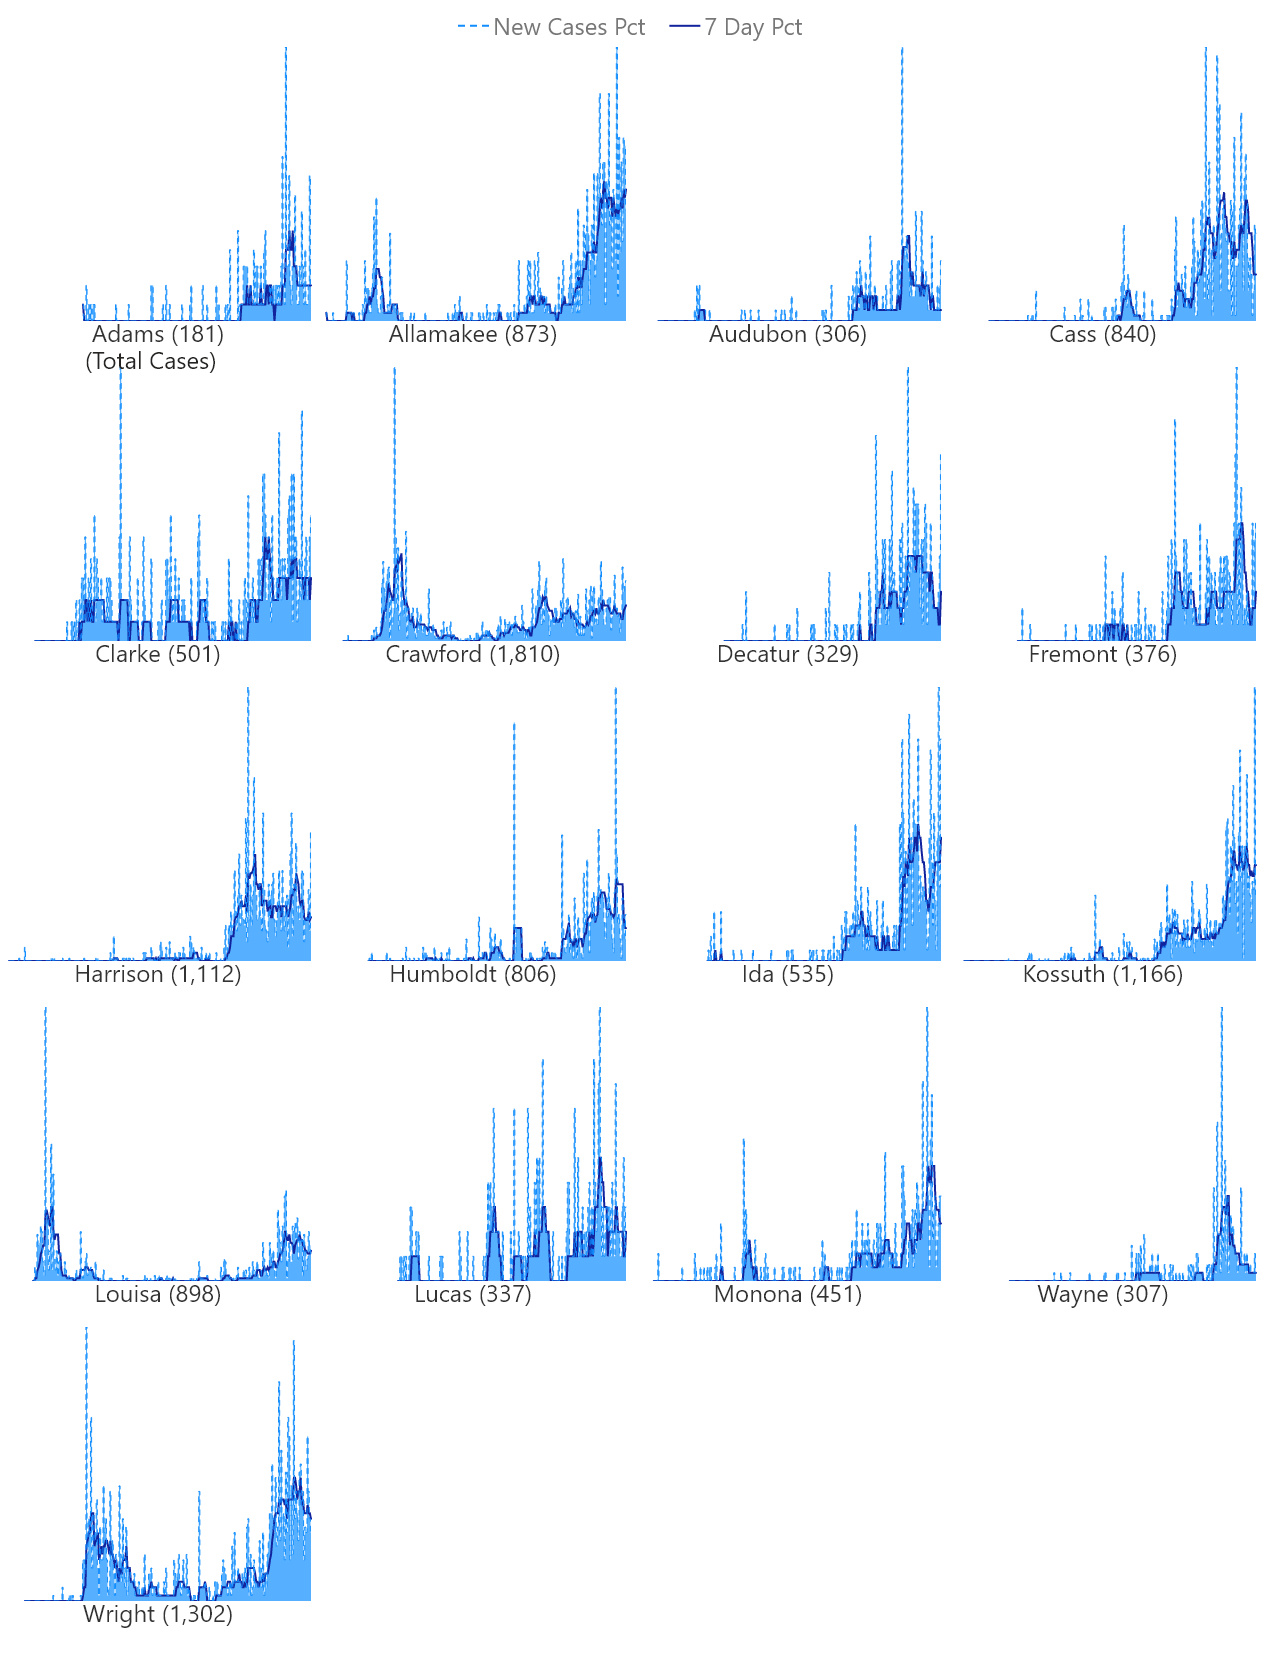 New Cases Pct 7 Day Pct
Adams (181) Allamakee (873) Audubon (306) Cass (840)
(Total Cases)
Clarke (501) Crawford (1,810) Decatur (329) Fremont (376)
Harrison (1,112) Humboldt (806) Ida (535) Kossuth (1,166)
Louisa (898) Lucas (337) Monona (451) Wayne (307)
Wright (1,302)